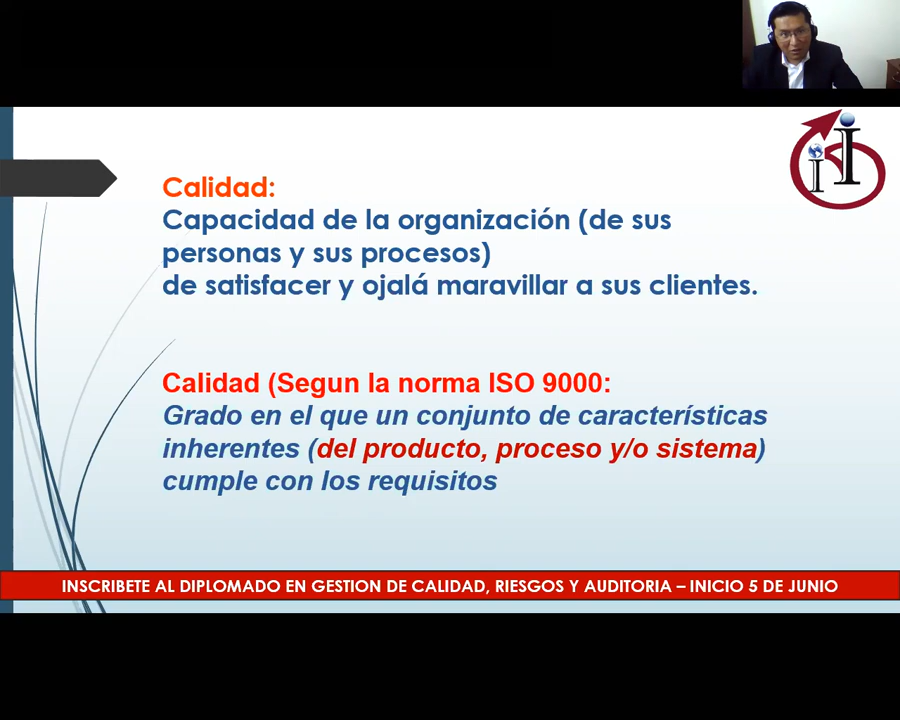 Calidad:
Capacidad de la organización (de sus
personas y sus procesos)
de satisfacer y ojalá maravillar a sus clientes.
Calidad (Segun la norma ISO 9000:
Grado en el que un conjunto de características
inherentes (del producto, proceso y/o sistema)
cumple con los requisitos
INSCRIBETE AL DIPLOMADO EN GESTION DE CALIDAD, RIESGOS Y AUDITORIA – INICIO 5 DE JUNIO